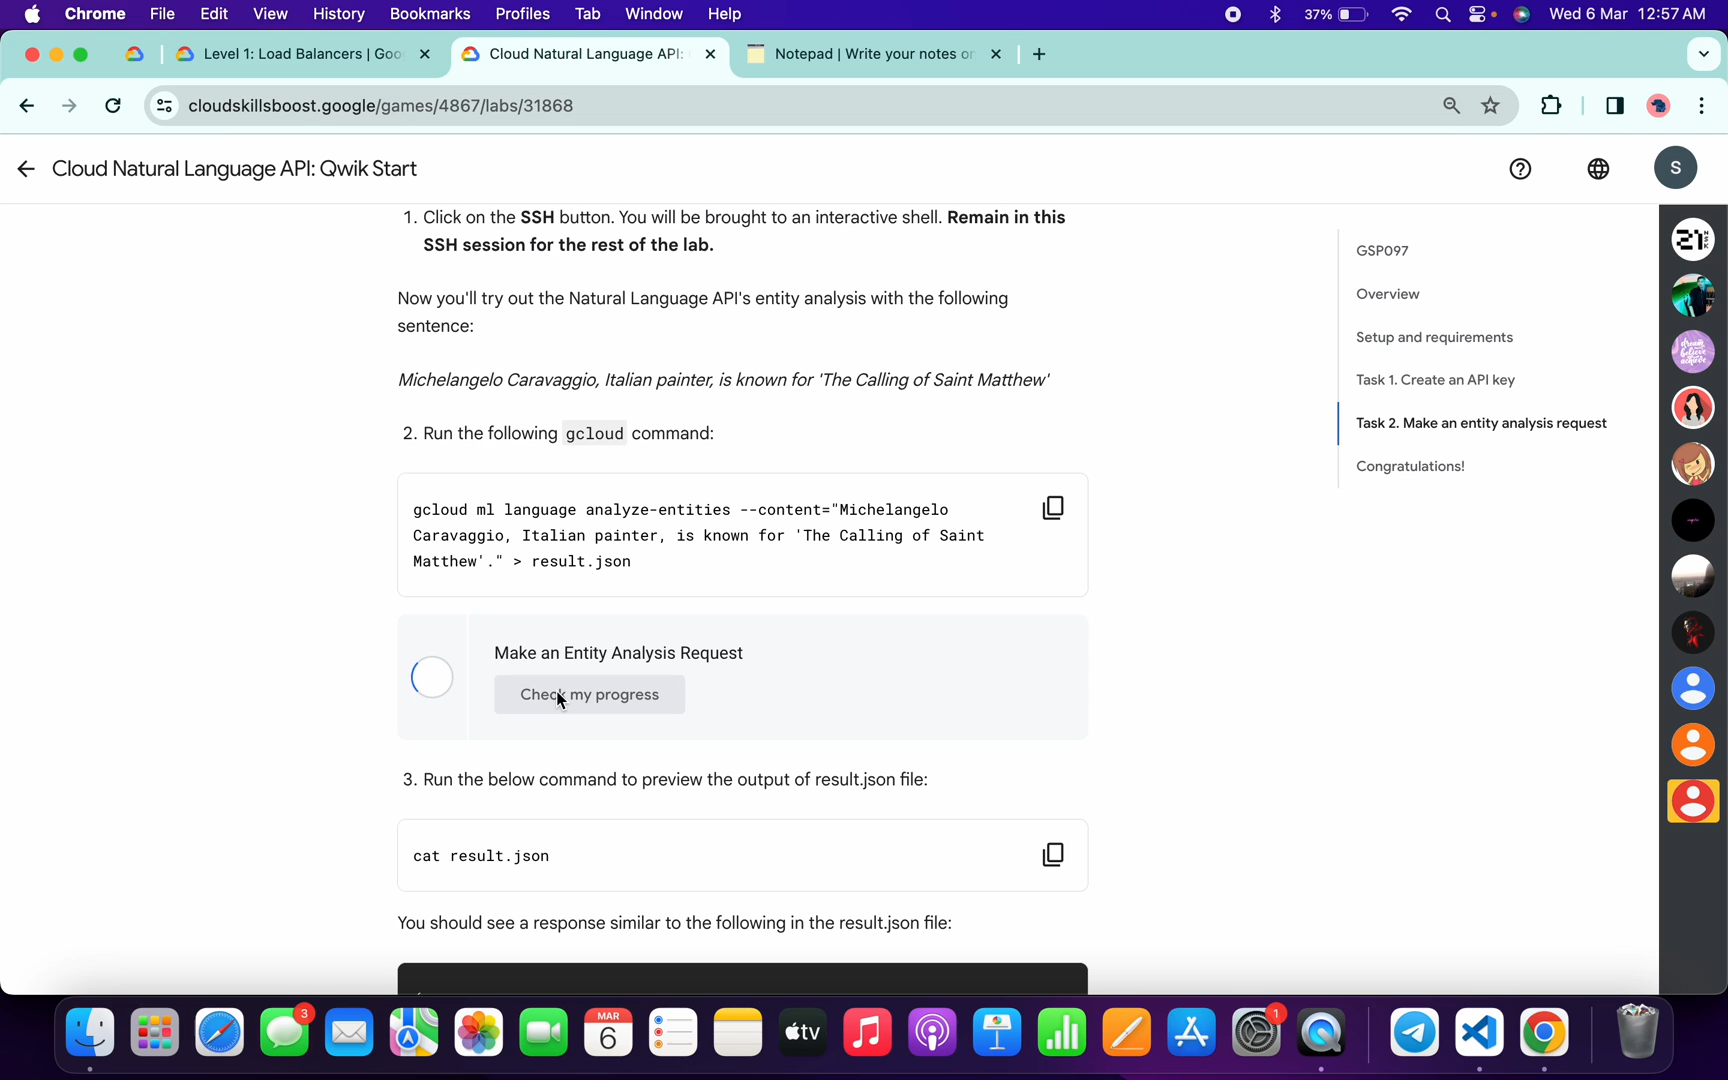 Chrome File Edit View History Bookmarks Profiles Tab Window Help 37% Wed 6 Mar 12:57 AM
Level 1: Load Balancers | Goo
Cloud Natural Language API:
Notepad | Write your notes on
cloudskillsboost.google/games/4867/labs/31868
Cloud Natural Language API: Qwik Start
S
1. Click on the SSH button. You will be brought to an interactive shell. Remain in this
SSH session for the rest of the lab.
Now you'll try out the Natural Language API's entity analysis with the following
sentence:
Michelangelo Caravaggio, Italian painter, is known for 'The Calling of Saint Matthew'
2. Run the following gcloud command:
gcloud ml language analyze-entities --content="Michelangelo
Caravaggio, Italian painter, is known for 'The Calling of Saint
Matthew'." > result.json
Make an Entity Analysis Request
Check my progress
3. Run the below command to preview the output of result.json file:
cat result.json
You should see a response similar to the following in the result.json file:
GSP097
Overview
Setup and requirements
Task 1. Create an API key
Task 2. Make an entity analysis request
Congratulations!
21
dream
believe
achieve
3
MAR
6
tv
1